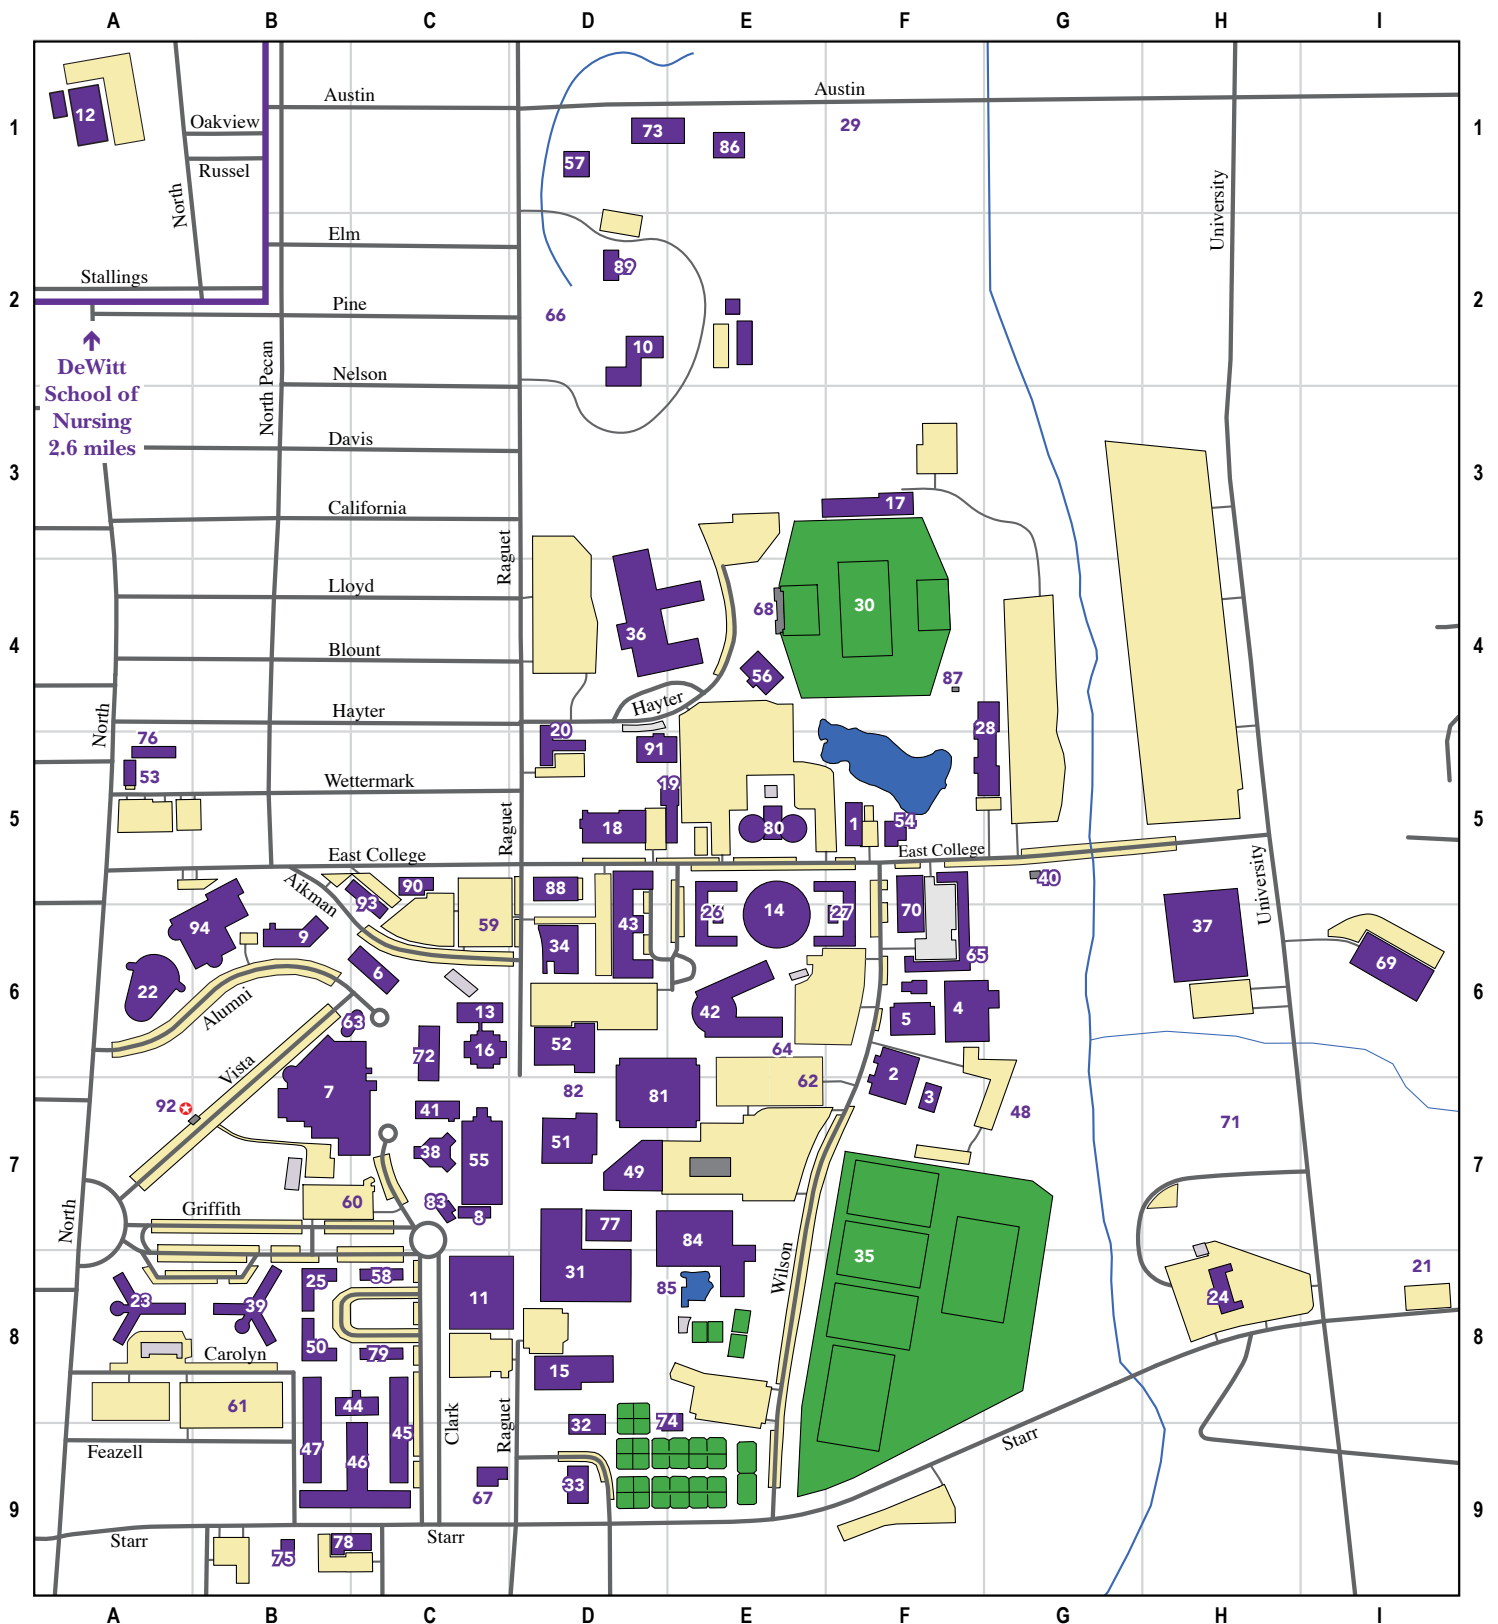 A B C D E F G H I
1 1
2 2
3 3
4 4
5 5
6 6
7 7
8 8
9 9
A B C D E F G H I
Austin
Austin
12
Oakview
Russel
North
73
86
57
29
University
Elm
Stallings
89
Pine
66
10
DeWitt
School of
Nursing
2.6 miles
North Pecan
Nelson
Davis
California
17
Raguet
Lloyd
68
30
36
Blount
56
87
Hayter
Hayter
North
20
28
76
91
53
Wettermark
19
18
80
1
54
Raguet
East College
East College
Aikman
90
88
40
University
93
59
26
14
27
70
43
37
94
9
34
65
69
6
22
Alumni
13
42
4
5
63
52
64
72
16
Vista
2
62
7
82
81
3
92
41
48
71
51
38
55
49
60
83
8
North
Griffith
77
84
Wilson
35
25
58
31
85
21
23
39
11
24
50
79
Carolyn
15
61
44
Clark
Raguet
32
74
45
47
Feazell
46
Starr
33
67
Starr
Starr
78
75